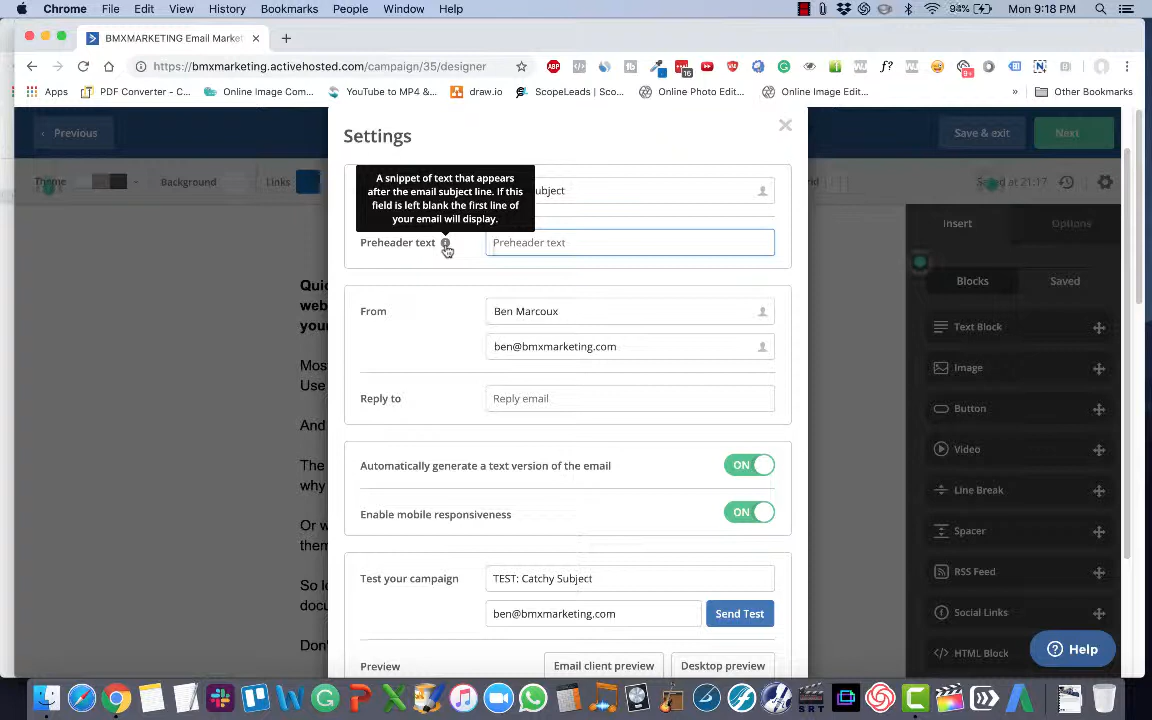 Chrome File Edit View History Bookmarks People Window Help 94% Mon 9:18 PM
BMXMARKETING Email Market
https://bmxmarketing.activehosted.com/campaign/35/designer
Apps PDF Converter - C... Online Image Com... YouTube to MP4 &... draw.io ScopeLeads | Sco... Online Photo Edit... Online Image Edit... » Other Bookmarks
Previous
Settings
Save & exit Next
Theme Background Links
Saved at 21:17
A snippet of text that appears
after the email subject line. If this
field is left blank the first line of
your email will display.
ubject
Preheader text Preheader text
Insert Options
Blocks Saved
Quic
web
your
Most
Use
And
The
why
Or w
them
So l
docu
Don'
From Ben Marcoux
ben@bmxmarketing.com
Reply to Reply email
Automatically generate a text version of the email ON
Enable mobile responsiveness ON
Test your campaign TEST: Catchy Subject
ben@bmxmarketing.com Send Test
Preview Email client preview Desktop preview
Text Block
Image
Button
Video
Line Break
Spacer
RSS Feed
Social Links
HTML Block
Help